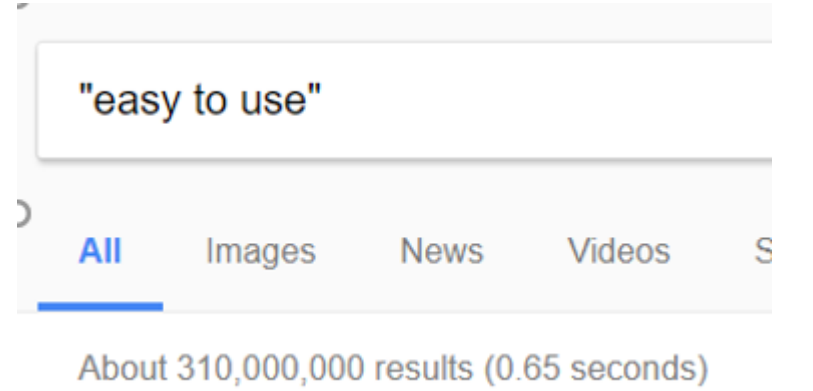 "easy to use"
All Images News Videos S
About 310,000,000 results (0.65 seconds)